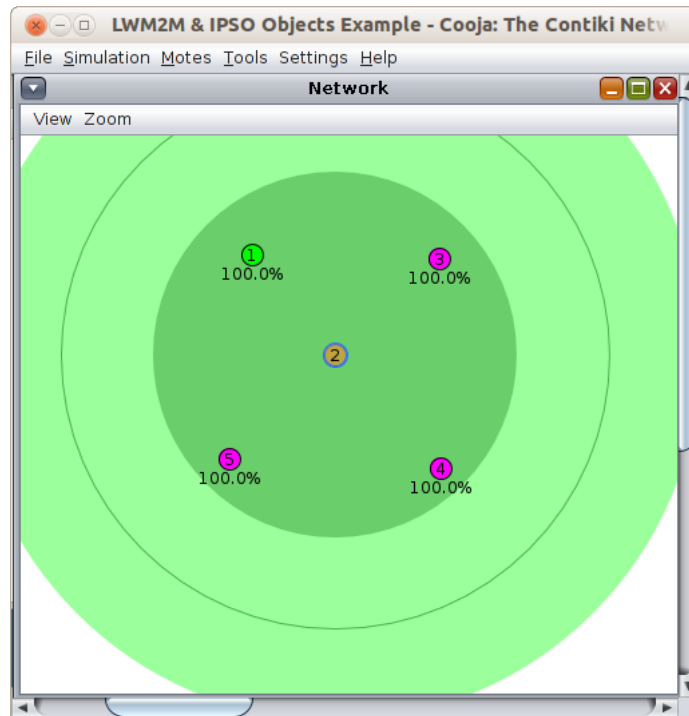 LWM2M & IPSO Objects Example - Cooja: The Contiki Netw
File Simulation Motes Tools Settings Help
Network
View Zoom
1
100.0%
3
100.0%
2
5
100.0%
4
100.0%